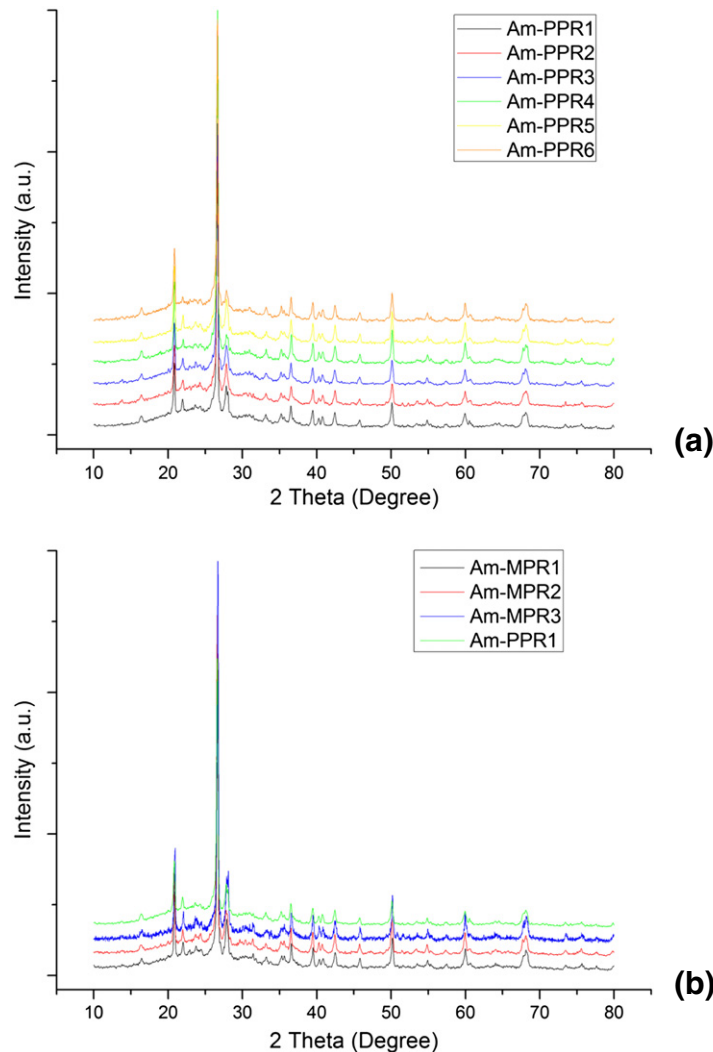 Am-PPR1
Am-PPR2
Am-PPR3
Am-PPR4
Am-PPR5
Am-PPR6
Intensity (a.u.)
10 20 30 40 50 60 70 80
2 Theta (Degree)
(a)
Am-MPR1
Am-MPR2
Am-MPR3
Am-PPR1
Intensity (a.u.)
10 20 30 40 50 60 70 80
2 Theta (Degree)
(b)